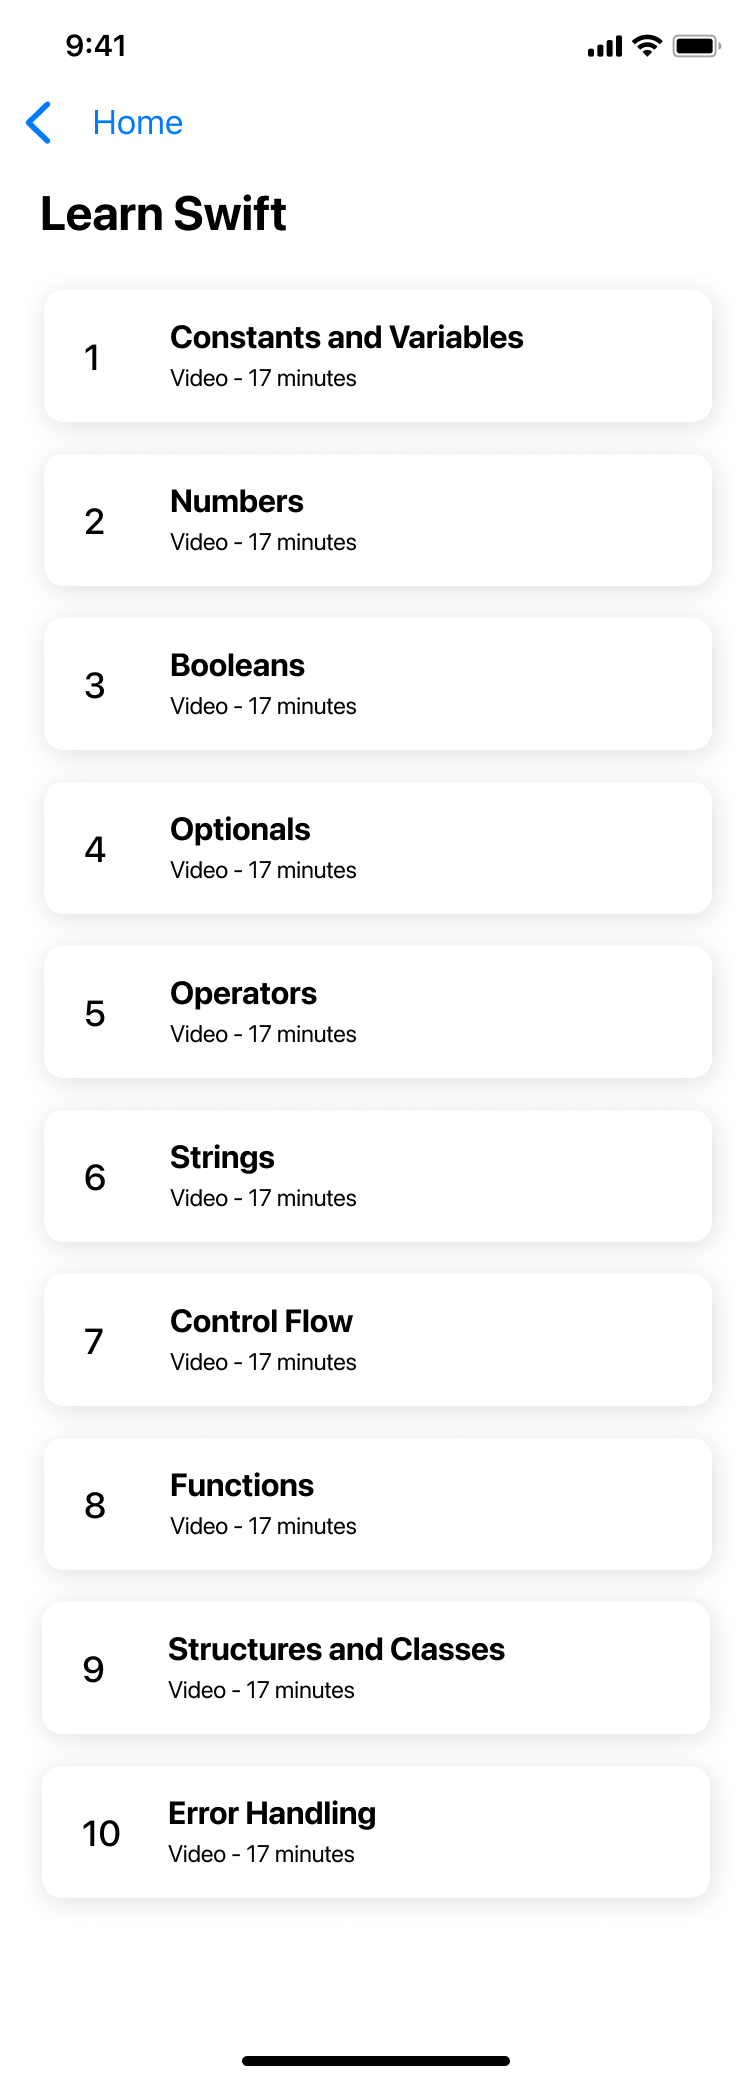 9:41
Home
Learn Swift
1
Constants and Variables
Video - 17 minutes
2
Numbers
Video - 17 minutes
3
Booleans
Video - 17 minutes
4
Optionals
Video - 17 minutes
5
Operators
Video - 17 minutes
6
Strings
Video - 17 minutes
7
Control Flow
Video - 17 minutes
8
Functions
Video - 17 minutes
9
Structures and Classes
Video - 17 minutes
10
Error Handling
Video - 17 minutes